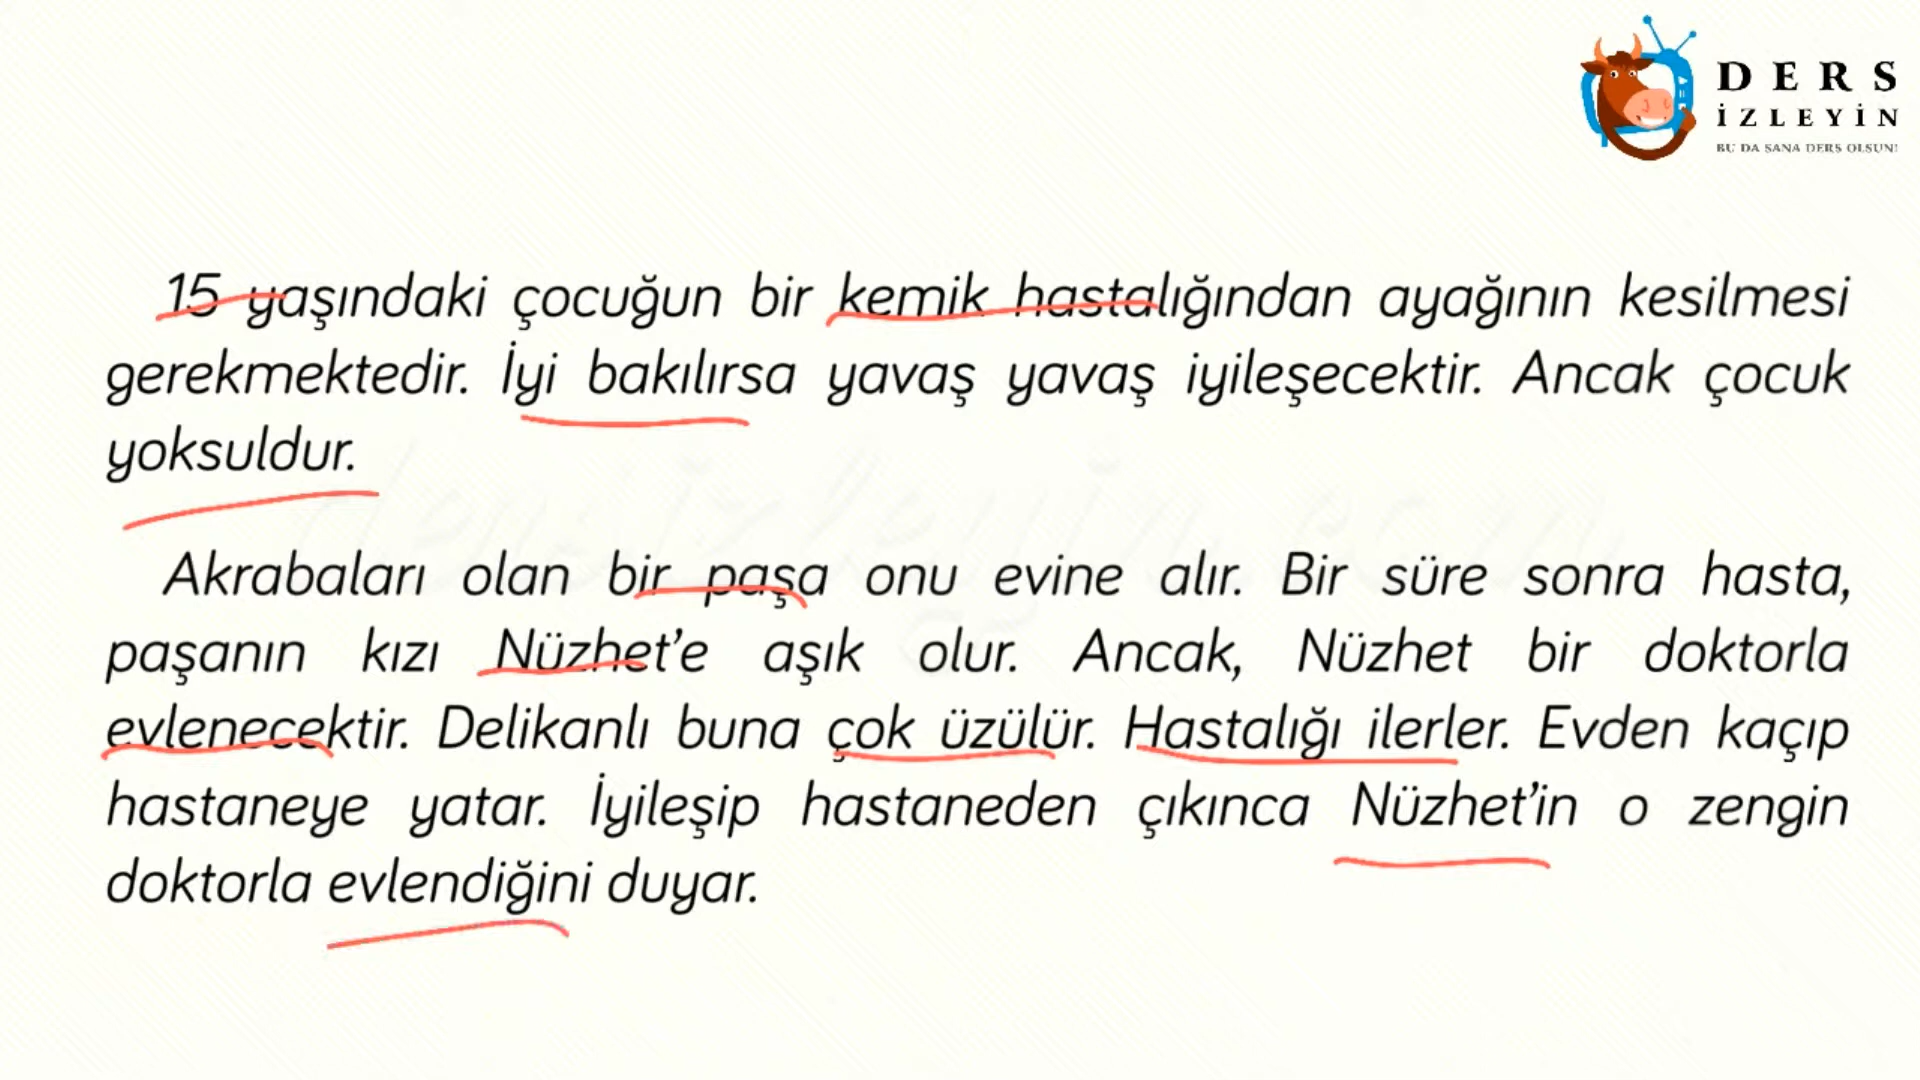 DERS
İZLEYİN
BU DA SANA DERS OLSUN!
15 yaşındaki çocuğun bir kemik hastalığından ayağının kesilmesi
gerekmektedir. İyi bakılırsa yavaş yavaş iyileşecektir. Ancak çocuk
yoksuldur.
dersizleyin.com
Akrabaları olan bir paşa onu evine alır. Bir süre sonra hasta,
paşanın kızı Nüzhet'e aşık olur. Ancak, Nüzhet bir doktorla
evlenecektir. Delikanlı buna çok üzülür. Hastalığı ilerler. Evden kaçıp
hastaneye yatar. İyileşip hastaneden çıkınca Nüzhet'in o zengin
doktorla evlendiğini duyar.